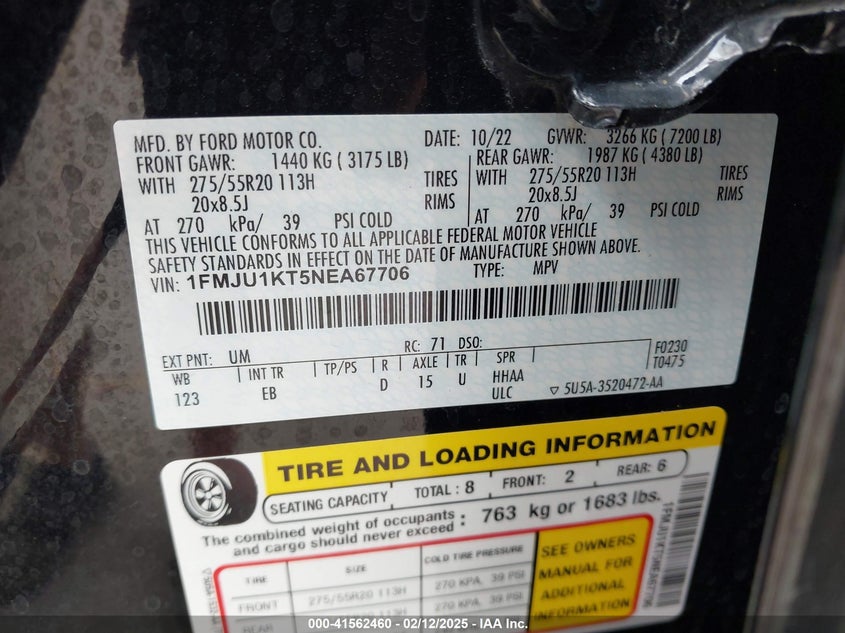 MFD. BY FORD MOTOR CO. DATE: 10/22 GVWR: 3266 KG ( 7200 LB)
FRONT GAWR: 1440 KG ( 3175 LB) REAR GAWR: 1987 KG ( 4380 LB)
WITH 275/55R20 113H TIRES WITH 275/55R20 113H TIRES
20x8.5J RIMS 20x8.5J RIMS
AT 270 kPa/ 39 PSI COLD AT 270 kPa/ 39 PSI COLD
THIS VEHICLE CONFORMS TO ALL APPLICABLE FEDERAL MOTOR VEHICLE
SAFETY STANDARDS IN EFFECT ON THE DATE OF MANUFACTURE SHOWN ABOVE.
VIN: 1FMJU1KT5NEA67706 TYPE: MPV
EXT PNT: UM RC: 71 DSO: F0230
T0475
WB INT TR TP/PS R AXLE TR SPR
123 EB D 15 U HHAA
ULC ▽ 5U5A-3520472-AA
TIRE AND LOADING INFORMATION
SEATING CAPACITY TOTAL : 8 FRONT: 2 REAR: 6
The combined weight of occupants : 763 kg or 1683 lbs.
and cargo should never exceed
TIRE SIZE COLD TIRE PRESSURE
FRONT 275/55R20 113H 270 KPA, 39 PSI
REAR
SEE OWNERS
MANUAL FOR
ADDITIONAL
INFORMATION
1FMJU1KT5NEA67706
000-41562460 - 02/12/2025 - IAA Inc.